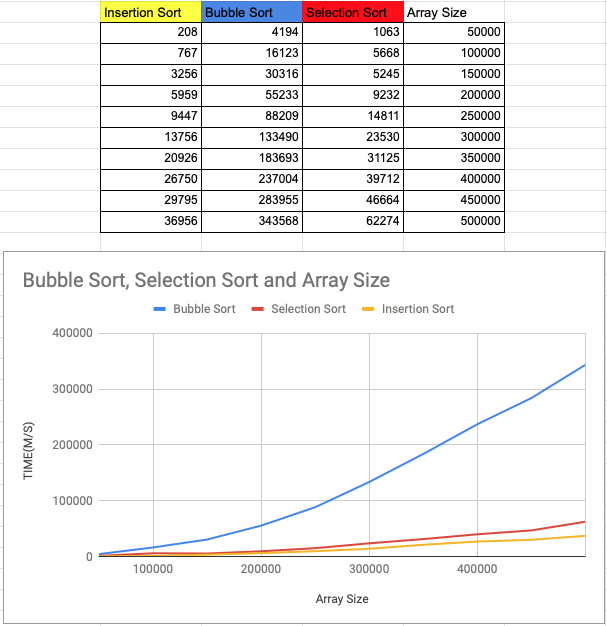 Insertion Sort Bubble Sort Selection Sort Array Size
208 4194 1063 50000
767 16123 5668 100000
3256 30316 5245 150000
5959 55233 9232 200000
9447 88209 14811 250000
13756 133490 23530 300000
20926 183693 31125 350000
26750 237004 39712 400000
29795 283955 46664 450000
36956 343568 62274 500000
Bubble Sort, Selection Sort and Array Size
Bubble Sort Selection Sort Insertion Sort
400000
300000
200000
100000
0
TIME(M/S)
100000 200000 300000 400000
Array Size